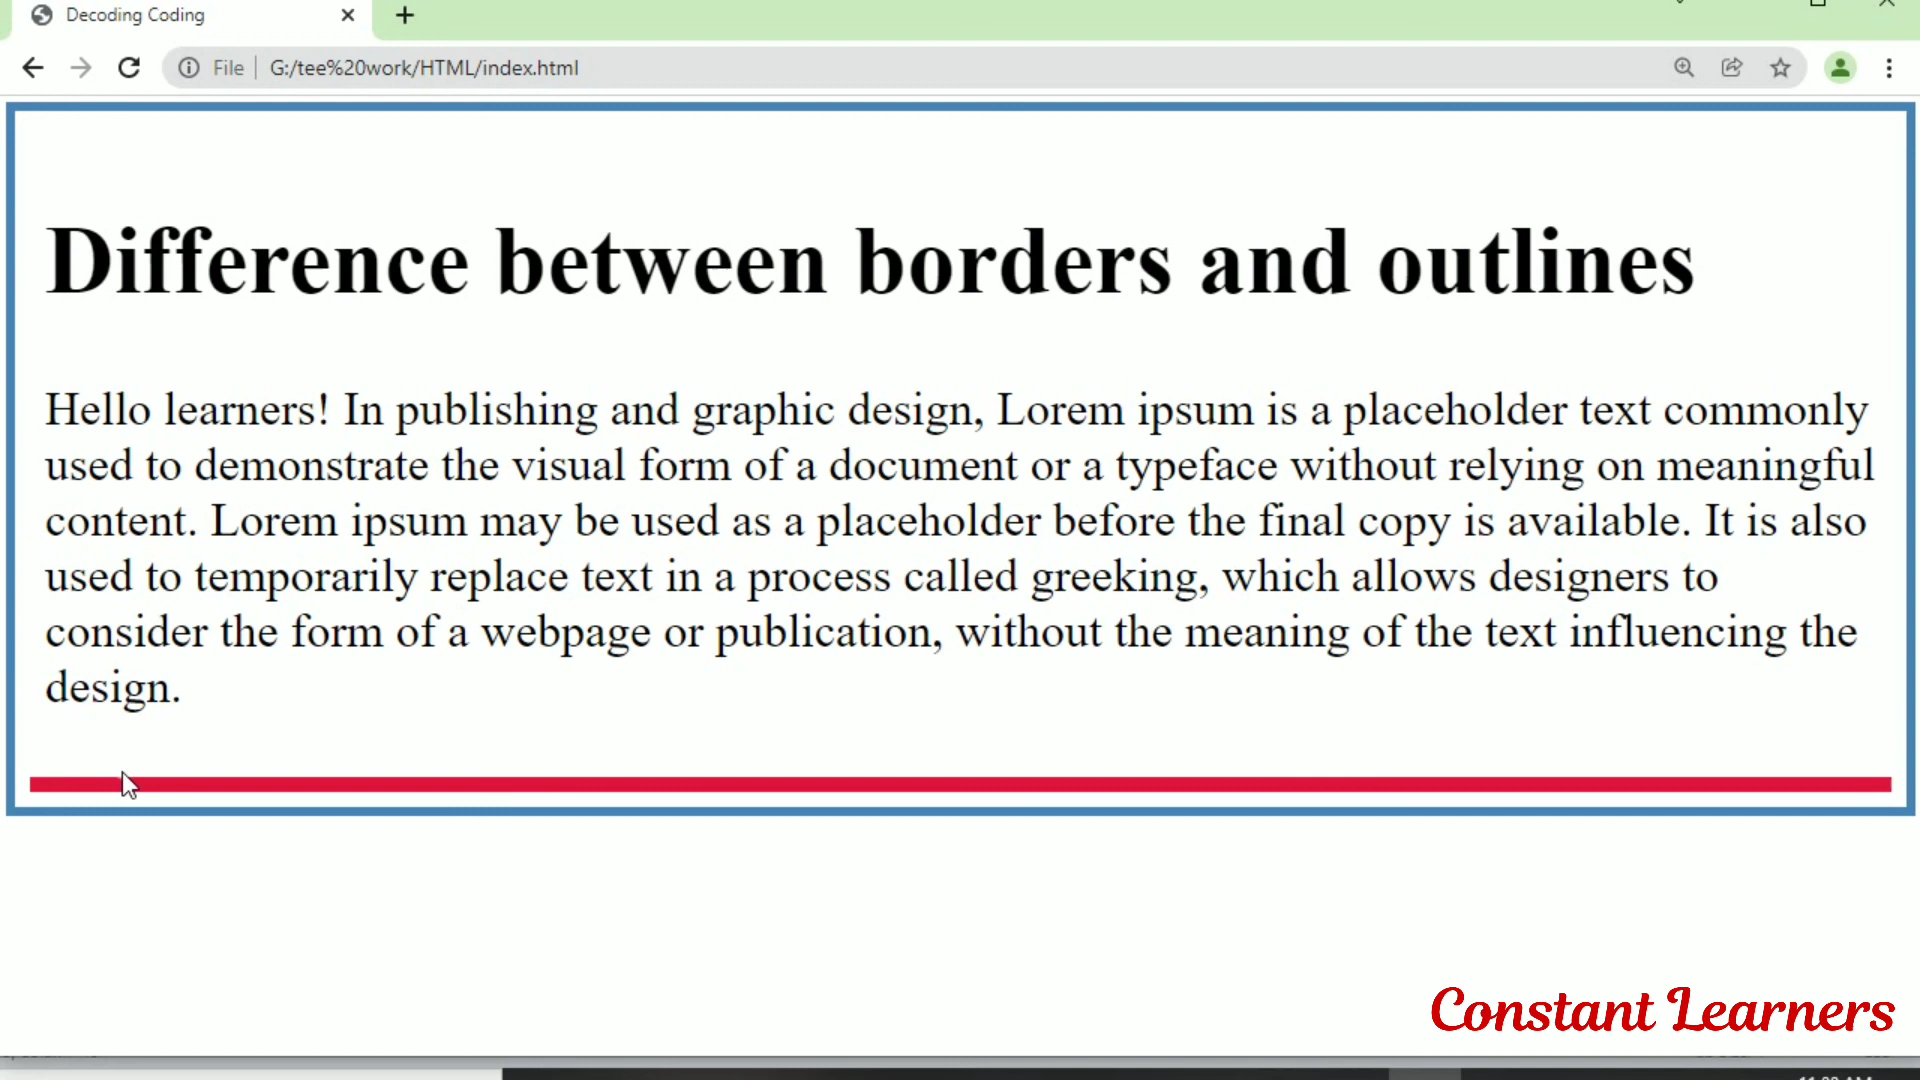 Decoding Coding
File G:/tee%20work/HTML/index.html
Difference between borders and outlines
Hello learners! In publishing and graphic design, Lorem ipsum is a placeholder text commonly
used to demonstrate the visual form of a document or a typeface without relying on meaningful
content. Lorem ipsum may be used as a placeholder before the final copy is available. It is also
used to temporarily replace text in a process called greeking, which allows designers to
consider the form of a webpage or publication, without the meaning of the text influencing the
design.
Constant Learners